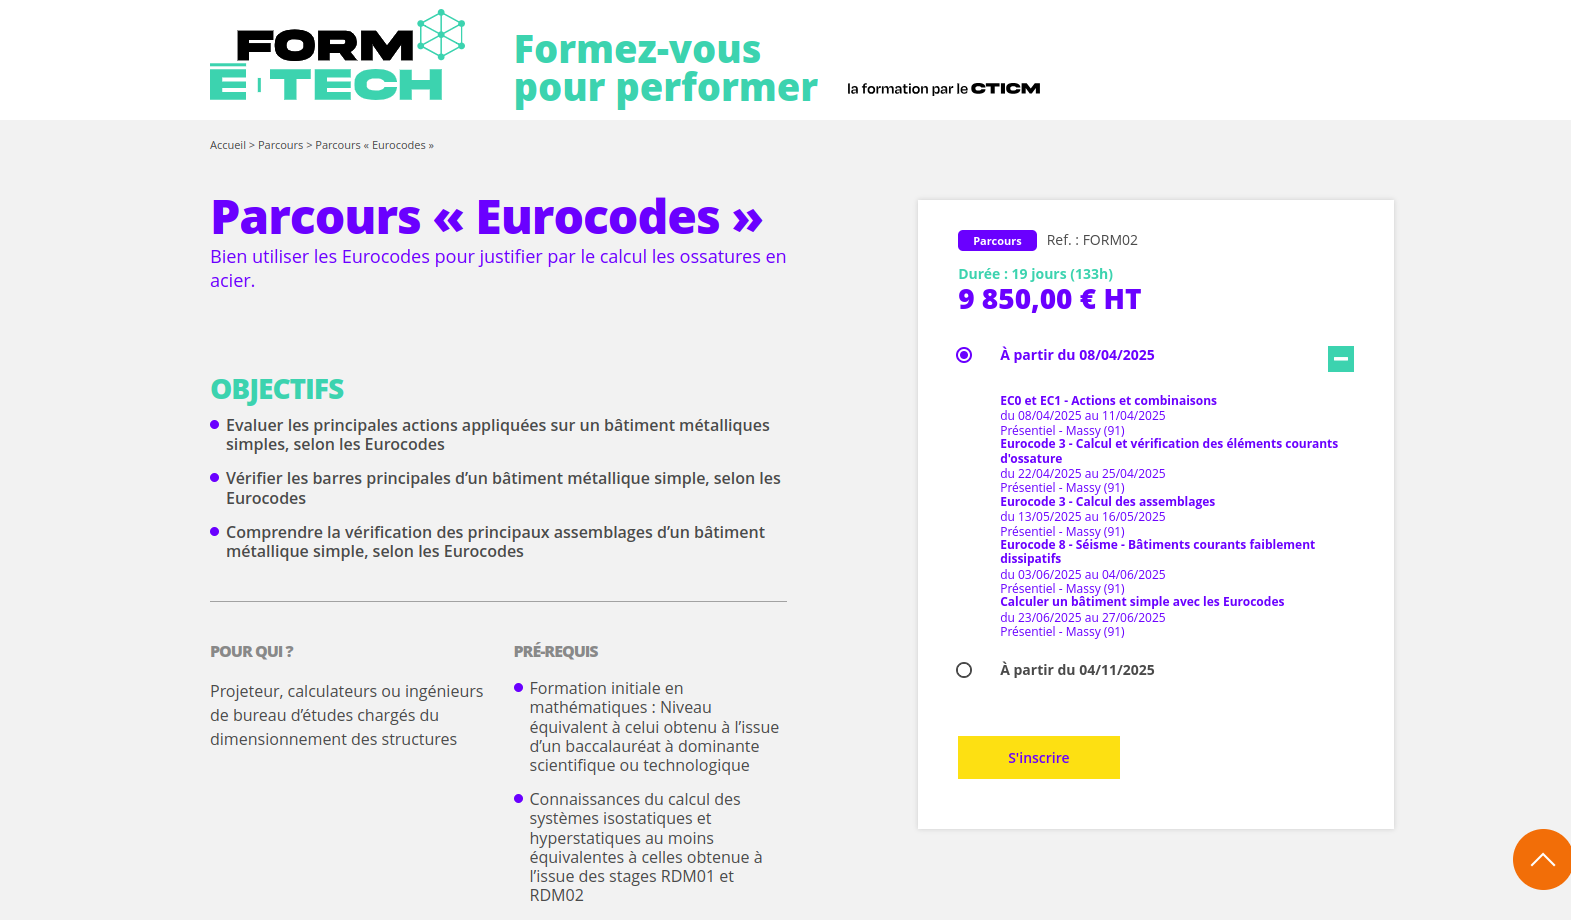 FORM
E-TECH
Formez-vous
pour performer
la formation par le CTICM
Accueil > Parcours > Parcours « Eurocodes »
Parcours « Eurocodes »
Bien utiliser les Eurocodes pour justifier par le calcul les ossatures en
acier.
OBJECTIFS
Evaluer les principales actions appliquées sur un bâtiment métalliques
simples, selon les Eurocodes
Vérifier les barres principales d’un bâtiment métallique simple, selon les
Eurocodes
Comprendre la vérification des principaux assemblages d’un bâtiment
métallique simple, selon les Eurocodes
POUR QUI ?
Projeteur, calculateurs ou ingénieurs
de bureau d’études chargés du
dimensionnement des structures
PRÉ-REQUIS
Formation initiale en
mathématiques : Niveau
équivalent à celui obtenu à l’issue
d’un baccalauréat à dominante
scientifique ou technologique
Connaissances du calcul des
systèmes isostatiques et
hyperstatiques au moins
équivalentes à celles obtenue à
l’issue des stages RDM01 et
RDM02
Parcours Ref. : FORM02
Durée : 19 jours (133h)
9 850,00 € HT
À partir du 08/04/2025
EC0 et EC1 - Actions et combinaisons
du 08/04/2025 au 11/04/2025
Présentiel - Massy (91)
Eurocode 3 - Calcul et vérification des éléments courants
d'ossature
du 22/04/2025 au 25/04/2025
Présentiel - Massy (91)
Eurocode 3 - Calcul des assemblages
du 13/05/2025 au 16/05/2025
Présentiel - Massy (91)
Eurocode 8 - Séisme - Bâtiments courants faiblement
dissipatifs
du 03/06/2025 au 04/06/2025
Présentiel - Massy (91)
Calculer un bâtiment simple avec les Eurocodes
du 23/06/2025 au 27/06/2025
Présentiel - Massy (91)
À partir du 04/11/2025
S'inscrire